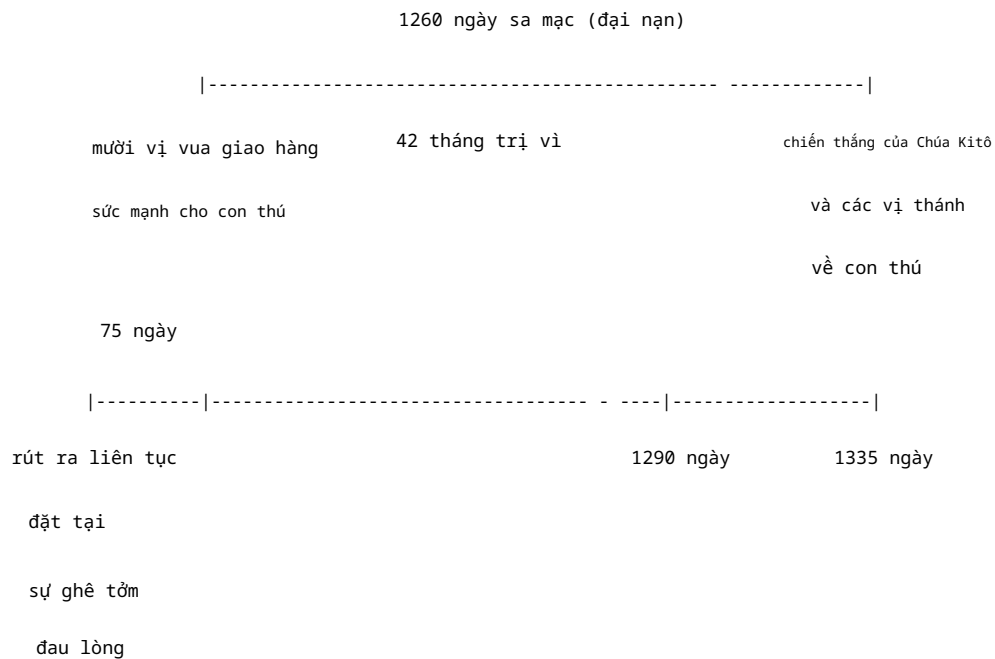 1260 ngày sa mạc (đại nạn)
|------------------------------------------------- -------------|
mười vị vua giao hàng 42 tháng trị vì chiến thắng của Chúa Kitô
sức mạnh cho con thú và các vị thánh
về con thú
75 ngày
|----------|------------------------------------ - ----|-------------------|
rút ra liên tục 1290 ngày 1335 ngày
đặt tại
sự ghê tởm
đau lòng